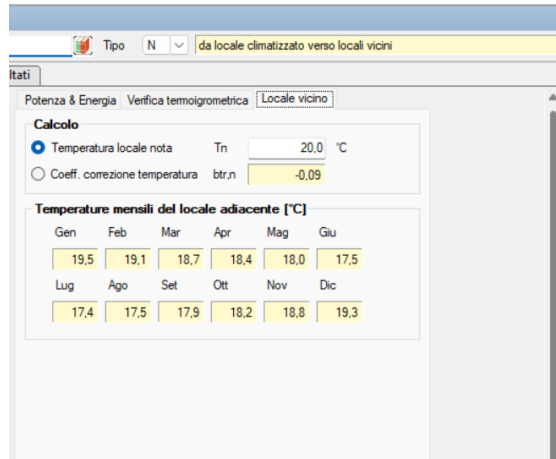 Tipo N da locale climatizzato verso locali vicini
ltati
Potenza & Energia Verifica termoigrometrica Locale vicino
Calcolo
Temperatura locale nota Tn 20,0 °C
Coeff. correzione temperatura btr,n -0,09
Temperature mensili del locale adiacente [°C]
Gen Feb Mar Apr Mag Giu
19,5 19,1 18,7 18,4 18,0 17,5
Lug Ago Set Ott Nov Dic
17,4 17,5 17,9 18,2 18,8 19,3